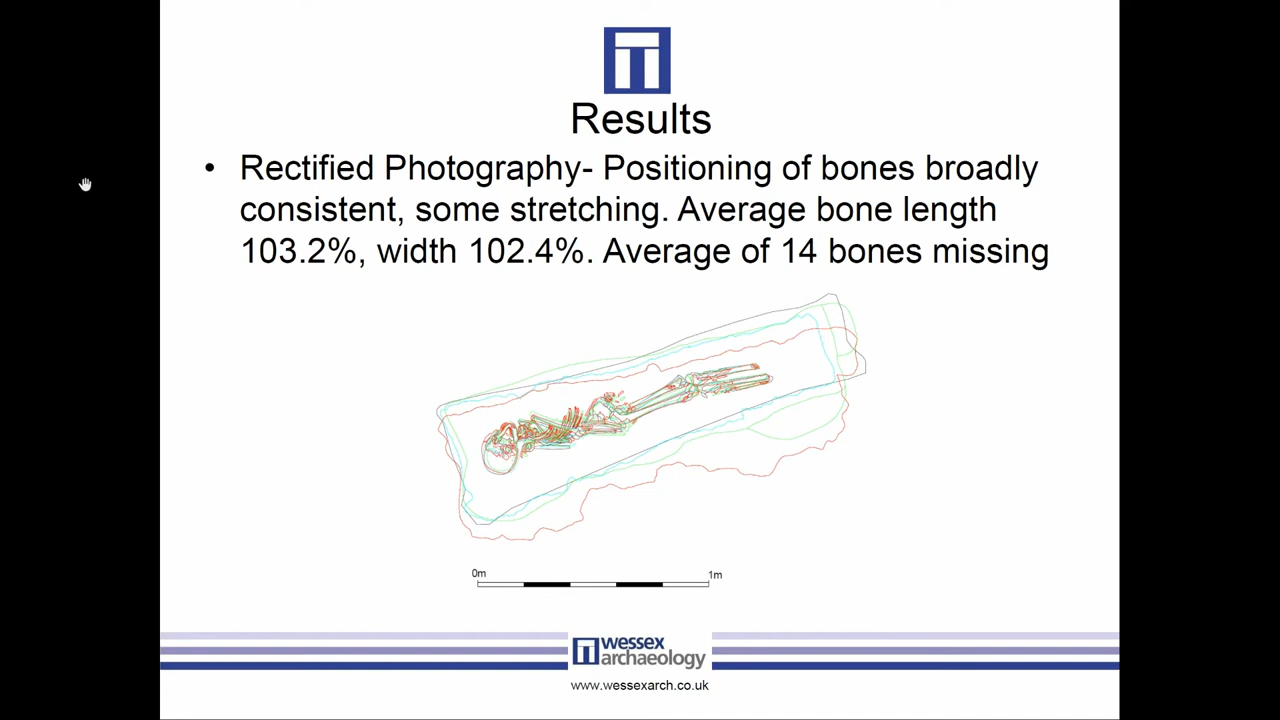 Results
• Rectified Photography- Positioning of bones broadly
consistent, some stretching. Average bone length
103.2%, width 102.4%. Average of 14 bones missing
0m 1m
wessex
archaeology
www.wessexarch.co.uk